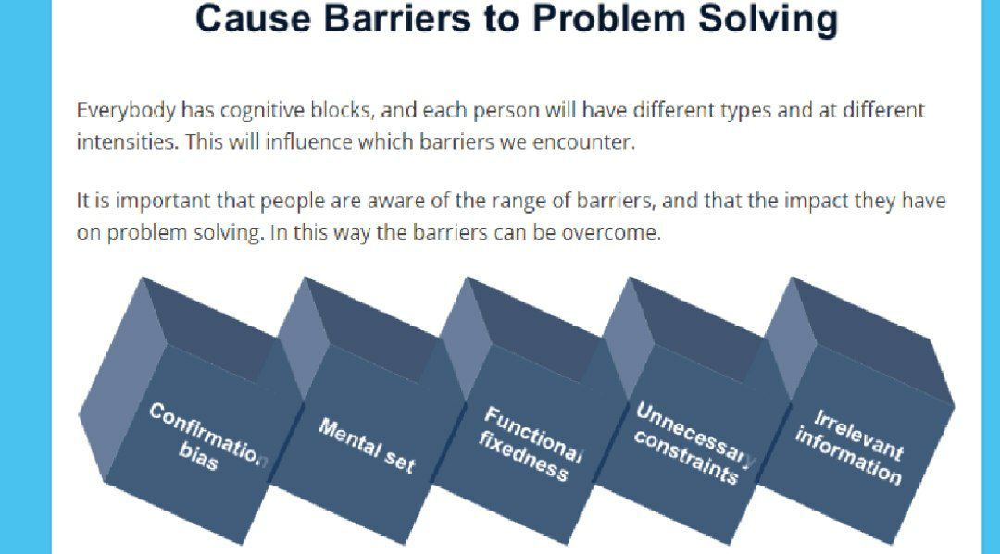 Cause Barriers to Problem Solving
Everybody has cognitive blocks, and each person will have different types and at different
intensities. This will influence which barriers we encounter.
It is important that people are aware of the range of barriers, and that the impact they have
on problem solving. In this way the barriers can be overcome.
Confirmation
bias
Mental set
Functional
fixedness
Unnecessary
constraints
Irrelevant
information